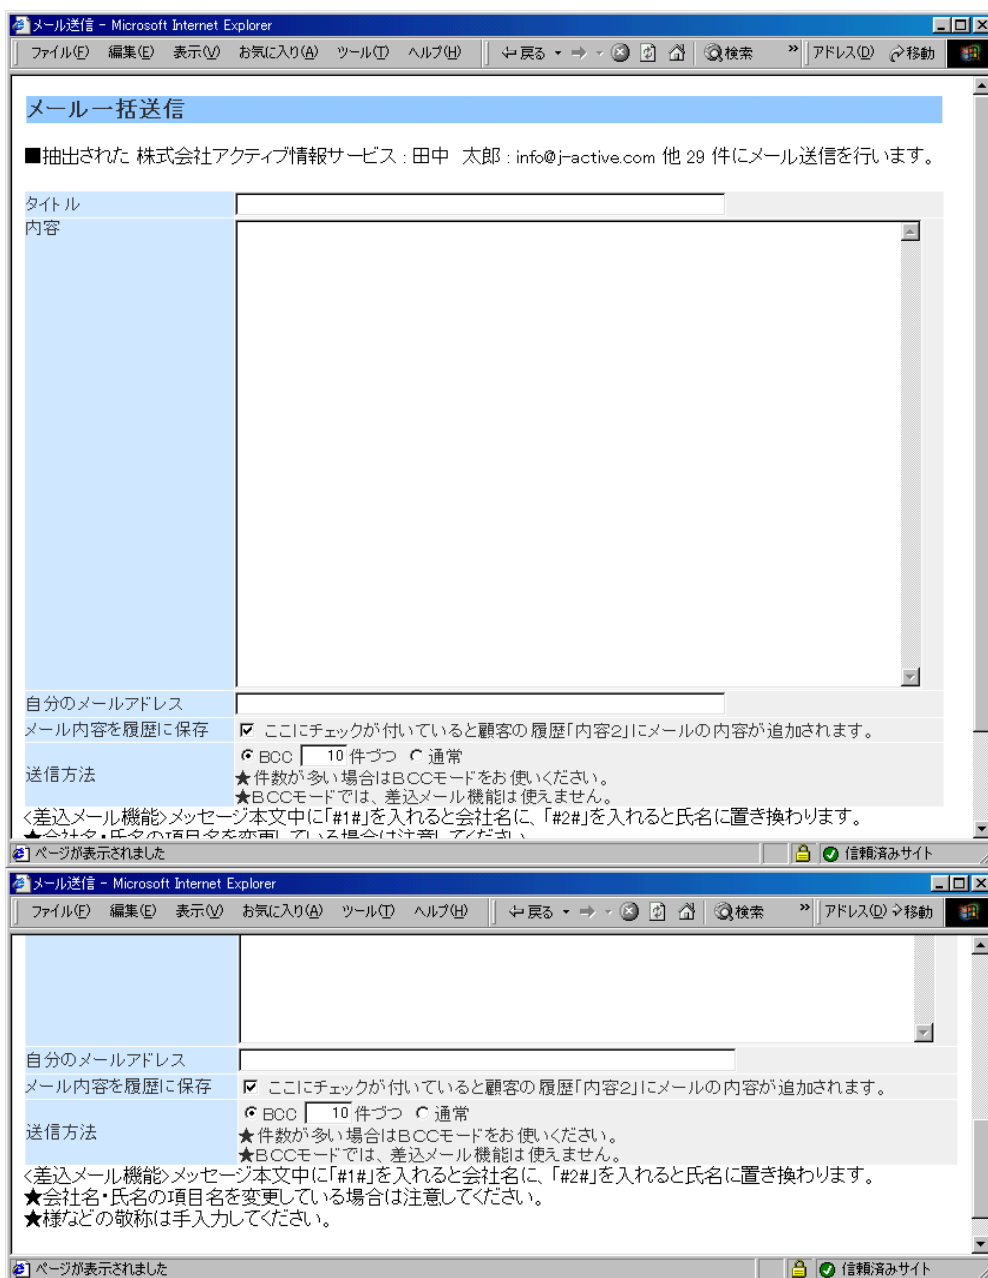 メール送信 - Microsoft Internet Explorer
ファイル(F) 編集(E) 表示(V) お気に入り(A) ツール(T) ヘルプ(H) 戻る 検索 » アドレス(D) 移動
メール一括送信
■抽出された 株式会社アクティブ情報サービス : 田中 太郎 : info@j-active.com 他 29 件にメール送信を行います。
タイトル
内容
自分のメールアドレス
メール内容を履歴に保存 ここにチェックが付いていると顧客の履歴「内容2」にメールの内容が追加されます。
送信方法
BCC 10 件づつ 通常
★件数が多い場合はBCCモードをお使いください。
★BCCモードでは、差込メール機能は使えません。
<差込メール機能>メッセージ本文中に「#1#」を入れると会社名に、「#2#」を入れると氏名に置き換わります。
★会社名・氏名の項目名を変更している場合は注意してください。
ページが表示されました 信頼済みサイト
メール送信 - Microsoft Internet Explorer
ファイル(F) 編集(E) 表示(V) お気に入り(A) ツール(T) ヘルプ(H) 戻る 検索 » アドレス(D) 移動
自分のメールアドレス
メール内容を履歴に保存 ここにチェックが付いていると顧客の履歴「内容2」にメールの内容が追加されます。
送信方法
BCC 10 件づつ 通常
★件数が多い場合はBCCモードをお使いください。
★BCCモードでは、差込メール機能は使えません。
<差込メール機能>メッセージ本文中に「#1#」を入れると会社名に、「#2#」を入れると氏名に置き換わります。
★会社名・氏名の項目名を変更している場合は注意してください。
★様などの敬称は手入力してください。
ページが表示されました 信頼済みサイト